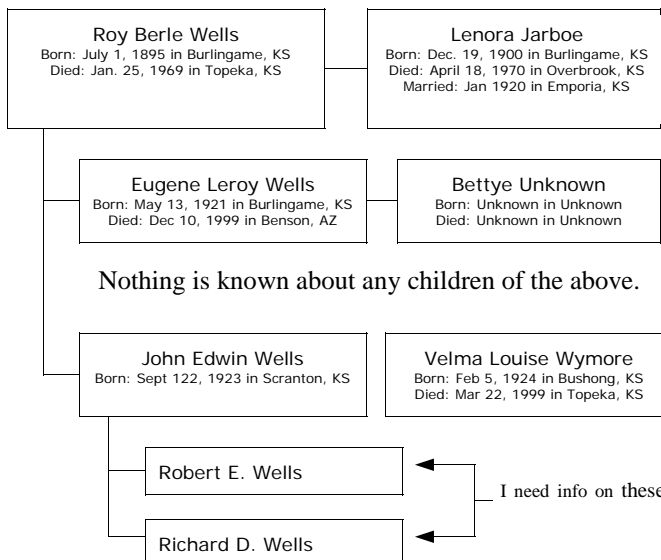 Roy Berle Wells
Born: July 1, 1895 in Burlingame, KS
Died: Jan. 25, 1969 in Topeka, KS
Lenora Jarboe
Born: Dec. 19, 1900 in Burlingame, KS
Died: April 18, 1970 in Overbrook, KS
Married: Jan 1920 in Emporia, KS
Eugene Leroy Wells
Born: May 13, 1921 in Burlingame, KS
Died: Dec 10, 1999 in Benson, AZ
Bettye Unknown
Born: Unknown in Unknown
Died: Unknown in Unknown
Nothing is known about any children of the above.
John Edwin Wells
Born: Sept 122, 1923 in Scranton, KS
Velma Louise Wymore
Born: Feb 5, 1924 in Bushong, KS
Died: Mar 22, 1999 in Topeka, KS
Robert E. Wells
I need info on these
Richard D. Wells